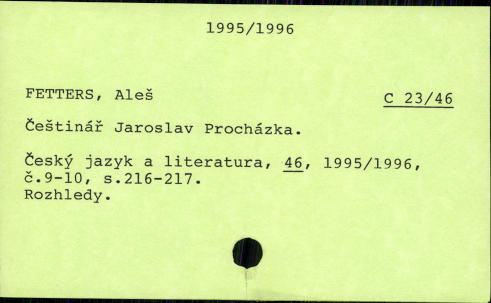 1995/1996
FETTERS, Aleš
C 23/46
Češtinář Jaroslav Procházka.
Český jazyk a literatura, 46, 1995/1996,
č.9-10, s.216-217.
Rozhledy.